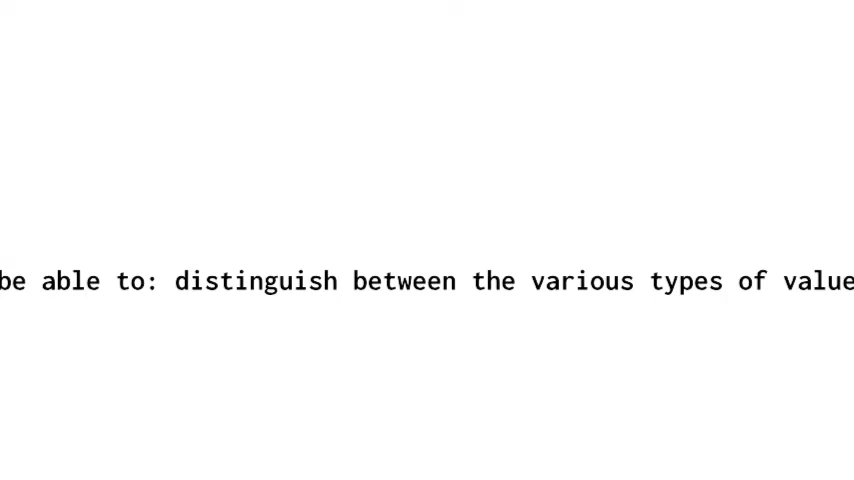 be able to: distinguish between the various types of value